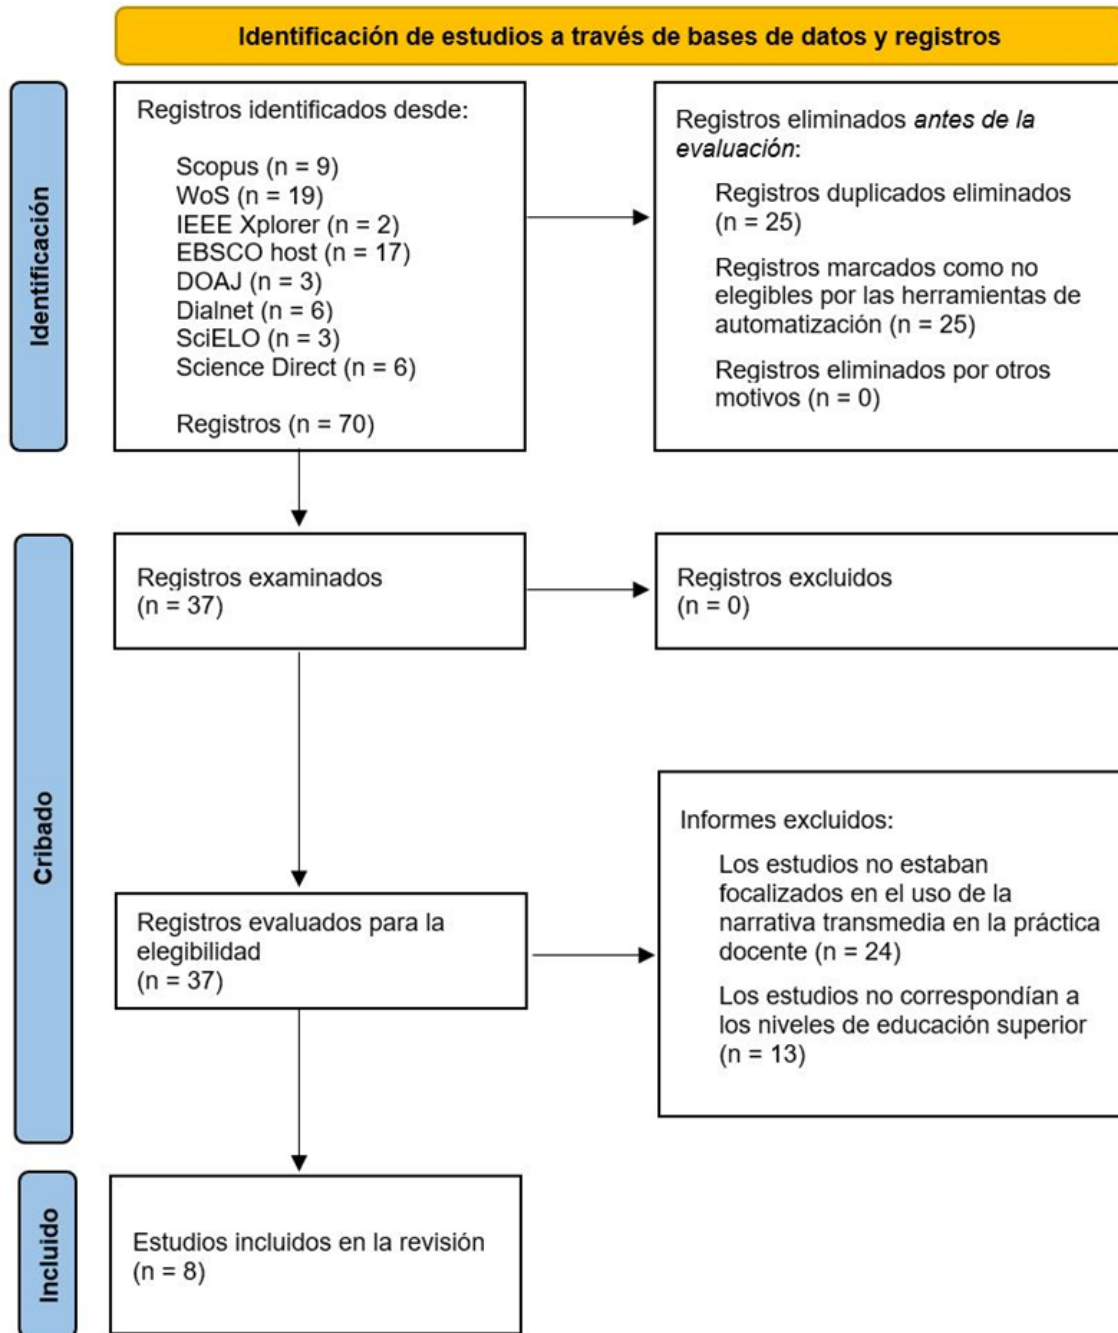 Identificación de estudios a través de bases de datos y registros
Identificación
Registros identificados desde:
Scopus (n = 9)
WoS (n = 19)
IEEE Xplorer (n = 2)
EBSCO host (n = 17)
DOAJ (n = 3)
Dialnet (n = 6)
SciELO (n = 3)
Science Direct (n = 6)
Registros (n = 70)
Registros eliminados antes de la
evaluación:
Registros duplicados eliminados
(n = 25)
Registros marcados como no
elegibles por las herramientas de
automatización (n = 25)
Registros eliminados por otros
motivos (n = 0)
Cribado
Registros examinados
(n = 37)
Registros excluidos
(n = 0)
Registros evaluados para la
elegibilidad
(n = 37)
Informes excluidos:
Los estudios no estaban
focalizados en el uso de la
narrativa transmedia en la práctica
docente (n = 24)
Los estudios no correspondían a
los niveles de educación superior
(n = 13)
Incluido
Estudios incluidos en la revisión
(n = 8)